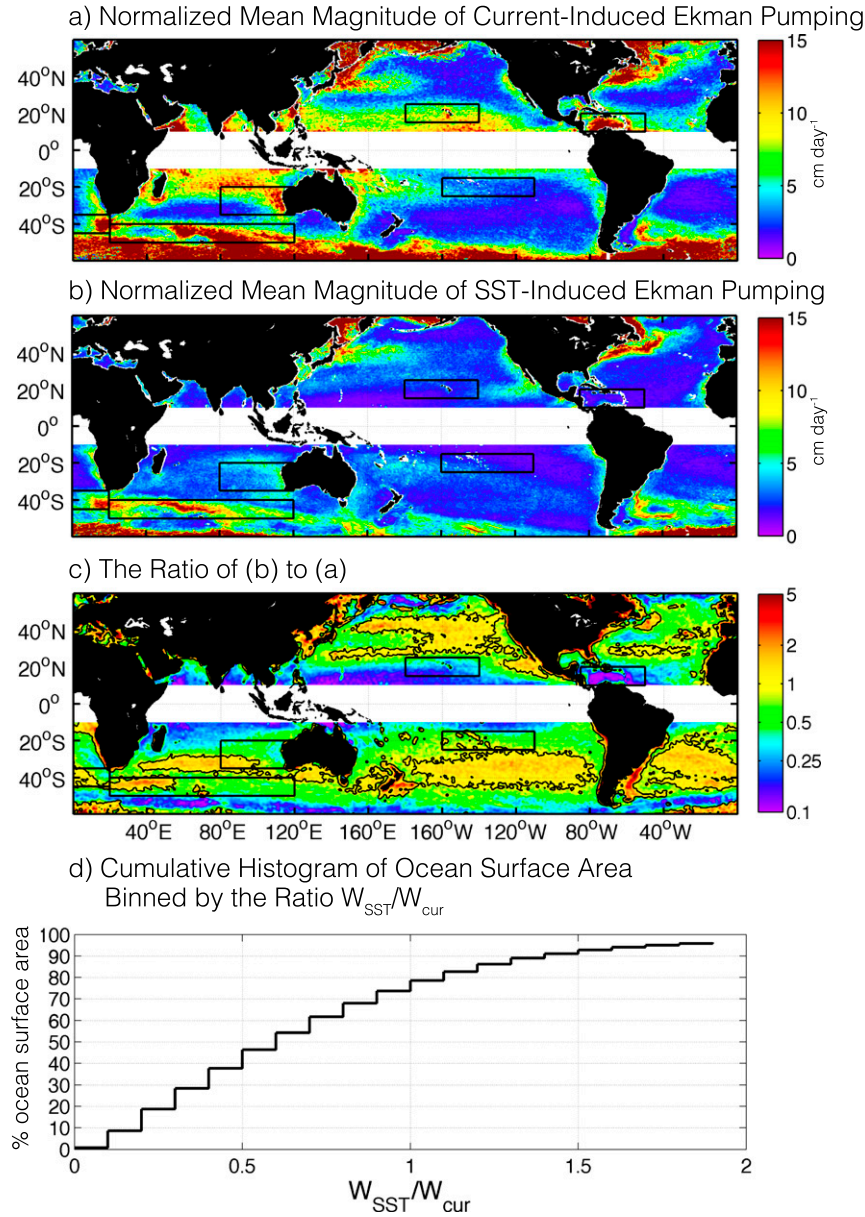 a) Normalized Mean Magnitude of Current-Induced Ekman Pumping
40°N
20°N
0°
20°S
40°S
15
10
5
0
cm day⁻¹
b) Normalized Mean Magnitude of SST-Induced Ekman Pumping
40°N
20°N
0°
20°S
40°S
15
10
5
0
cm day⁻¹
c) The Ratio of (b) to (a)
40°N
20°N
0°
20°S
40°S
5
2
1
0.5
0.25
0.1
40°E 80°E 120°E 160°W 120°W 80°W 40°W
d) Cumulative Histogram of Ocean Surface Area
Binned by the Ratio W_SST/W_cur
% ocean surface area
100
90
80
70
60
50
40
30
20
10
0
0 0.5 1 1.5 2
W_SST/W_cur